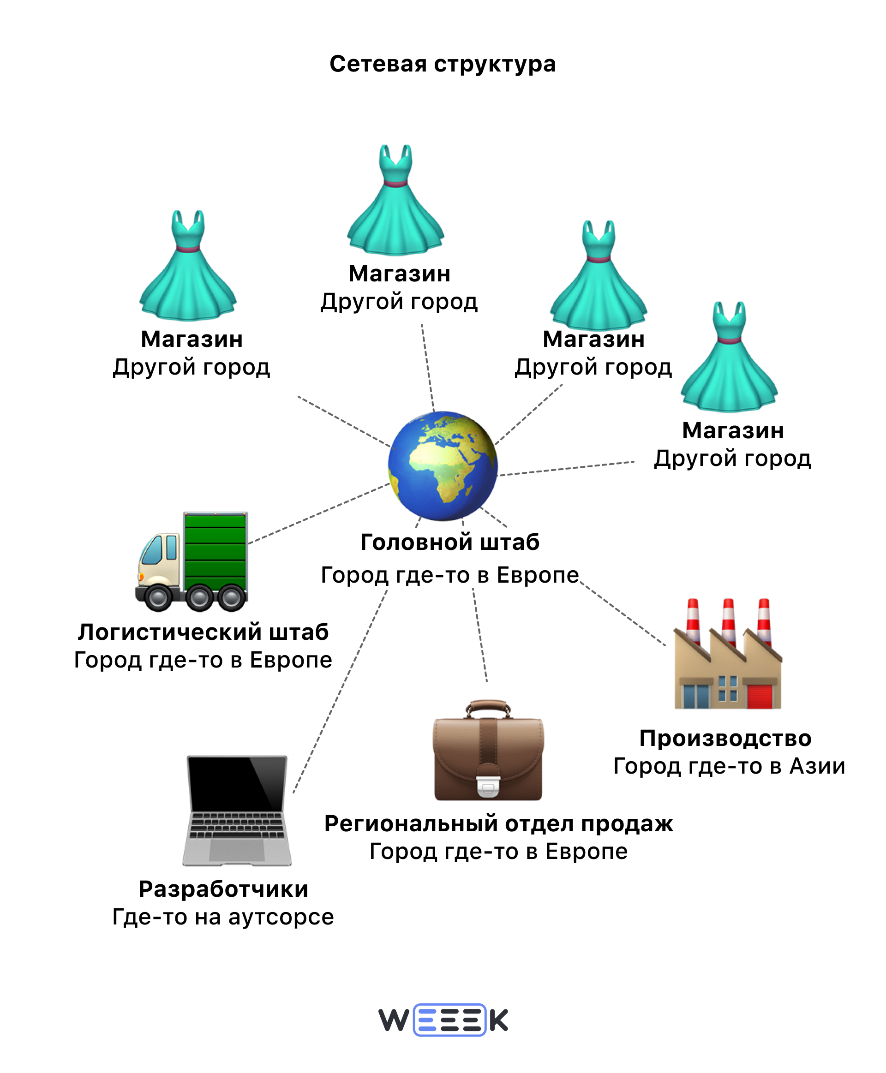 Сетевая структура
Магазин
Другой город
Магазин
Другой город
Магазин
Другой город
Магазин
Другой город
Головной штаб
Город где-то в Европе
Логистический штаб
Город где-то в Европе
Производство
Город где-то в Азии
Региональный отдел продаж
Город где-то в Европе
Разработчики
Где-то на аутсорсе
WEEEK